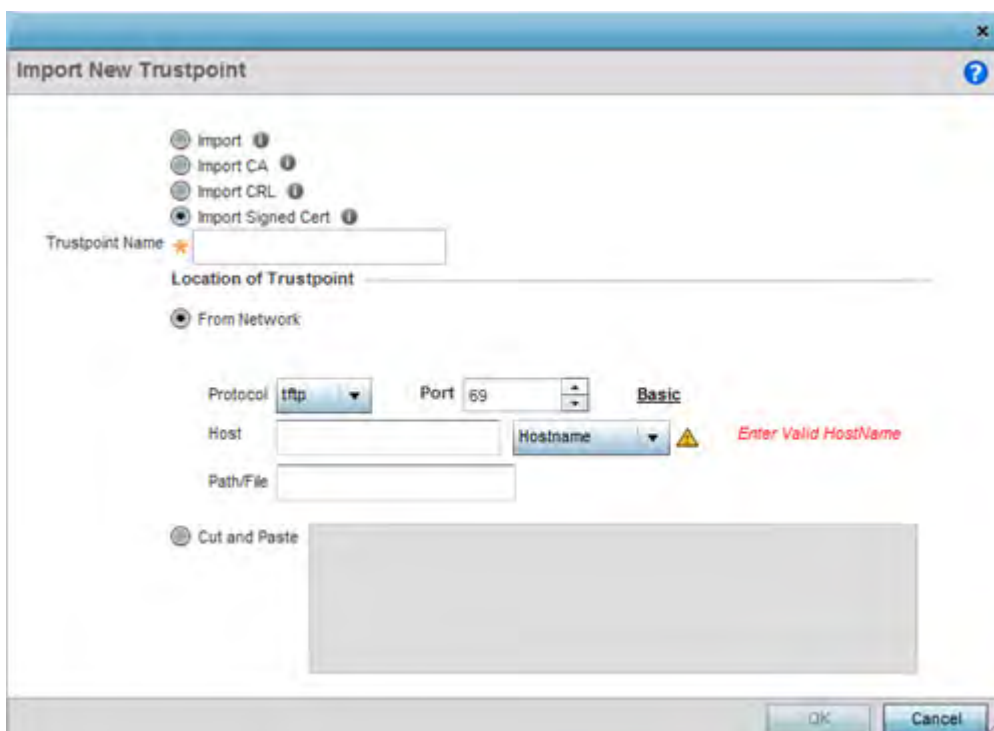 Import New Trustpoint
Import
Import CA
Import CRL
Import Signed Cert
Trustpoint Name *
Location of Trustpoint
From Network
Protocol tftp Port 69 Basic
Host Hostname Enter Valid HostName
Path/File
Cut and Paste
OK Cancel